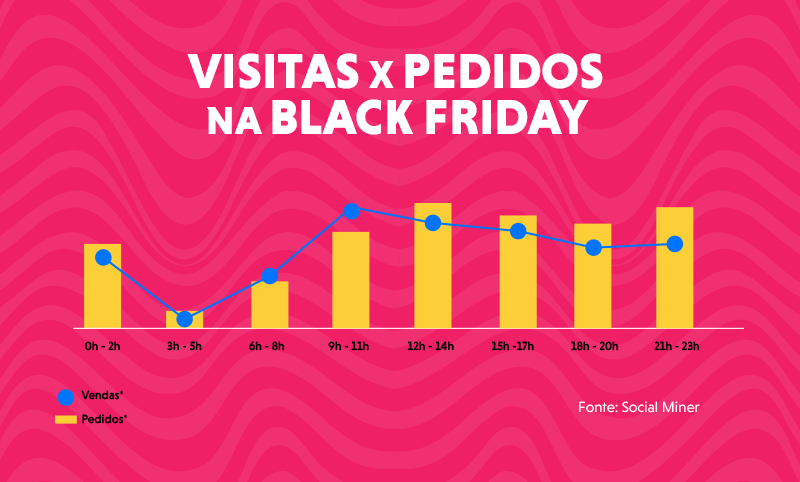 VISITAS X PEDIDOS
NA BLACK FRIDAY
0h - 2h
3h - 5h
6h - 8h
9h - 11h
12h - 14h
15h -17h
18h - 20h
21h - 23h
Vendas*
Pedidos*
Fonte: Social Miner